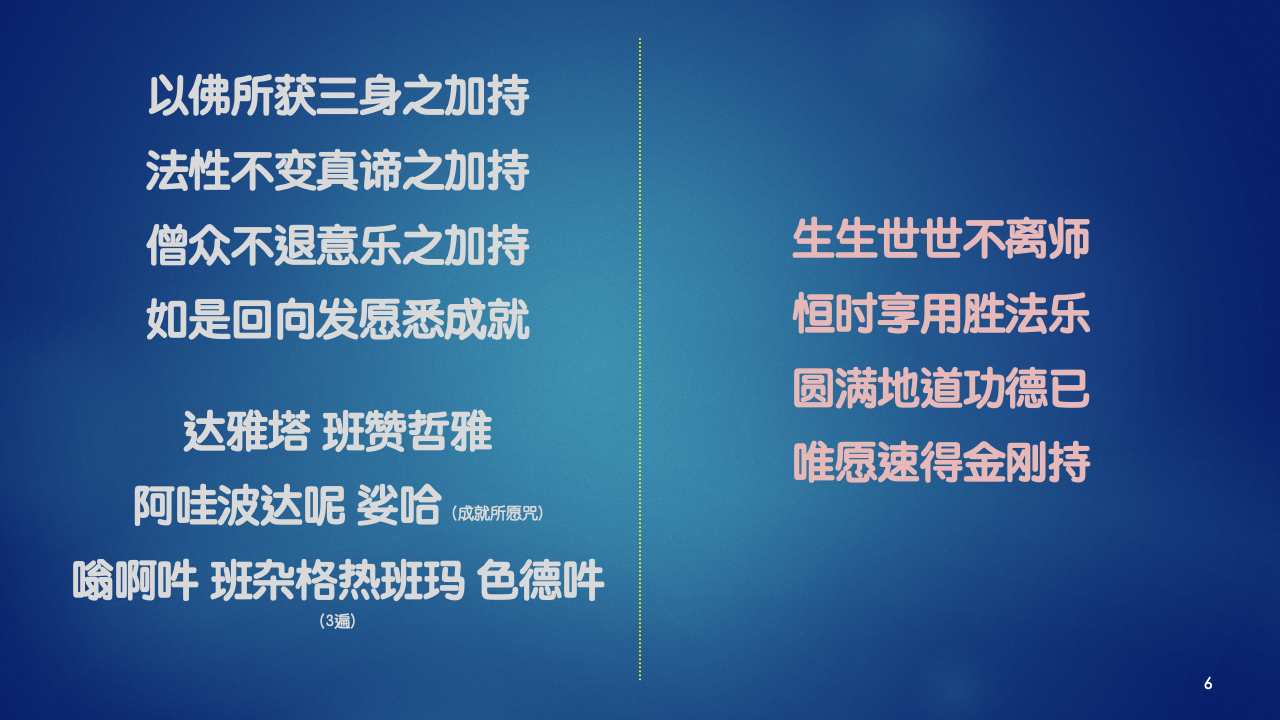 以佛所获三身之加持
法性不变真谛之加持
僧众不退意乐之加持
如是回向发愿悉成就
达雅塔 班赞哲雅
阿哇波达呢 娑哈(成就所愿咒)
嗡啊吽 班杂格热班玛 色德吽
(3遍)
生生世世不离师
恒时享用胜法乐
圆满地道功德已
唯愿速得金刚持
6